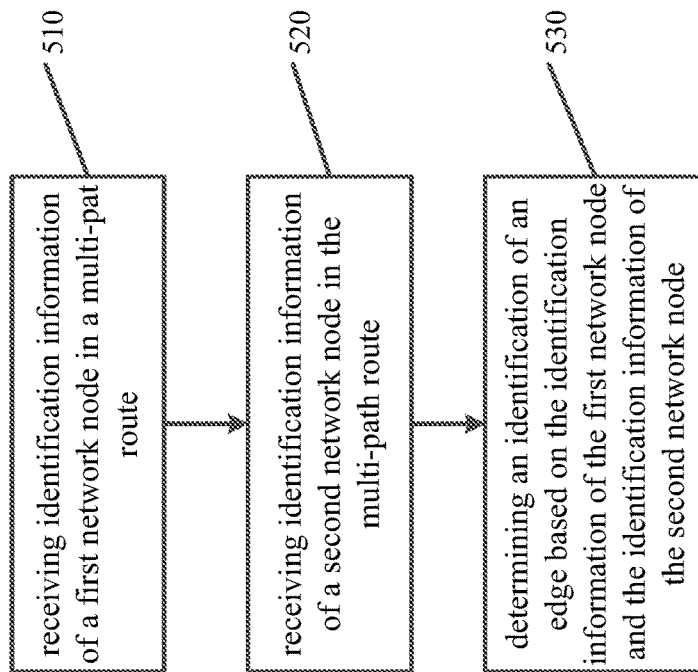 receiving identification information
of a first network node in a multi-pat
route
510
receiving identification information
of a second network node in the
multi-path route
520
determining an identification of an
edge based on the identification
information of the first network node
and the identification information of
the second network node
530